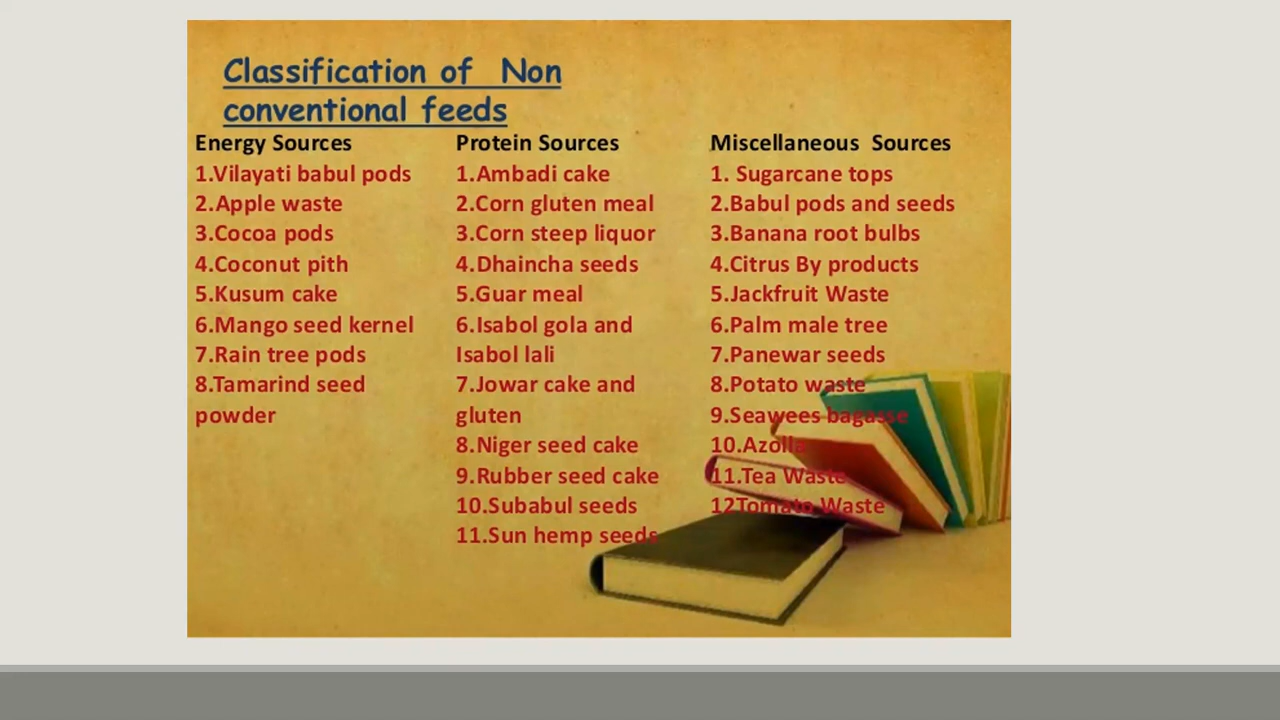 Classification of Non
conventional feeds
Energy Sources
1.Vilayati babul pods
2.Apple waste
3.Cocoa pods
4.Coconut pith
5.Kusum cake
6.Mango seed kernel
7.Rain tree pods
8.Tamarind seed
powder
Protein Sources
1.Ambadi cake
2.Corn gluten meal
3.Corn steep liquor
4.Dhaincha seeds
5.Guar meal
6.Isabol gola and
Isabol lali
7.Jowar cake and
gluten
8.Niger seed cake
9.Rubber seed cake
10.Subabul seeds
11.Sun hemp seeds
Miscellaneous Sources
1. Sugarcane tops
2.Babul pods and seeds
3.Banana root bulbs
4.Citrus By products
5.Jackfruit Waste
6.Palm male tree
7.Panewar seeds
8.Potato waste
9.Seawees bagasse
10.Azolla
11.Tea Waste
12Tomato Waste